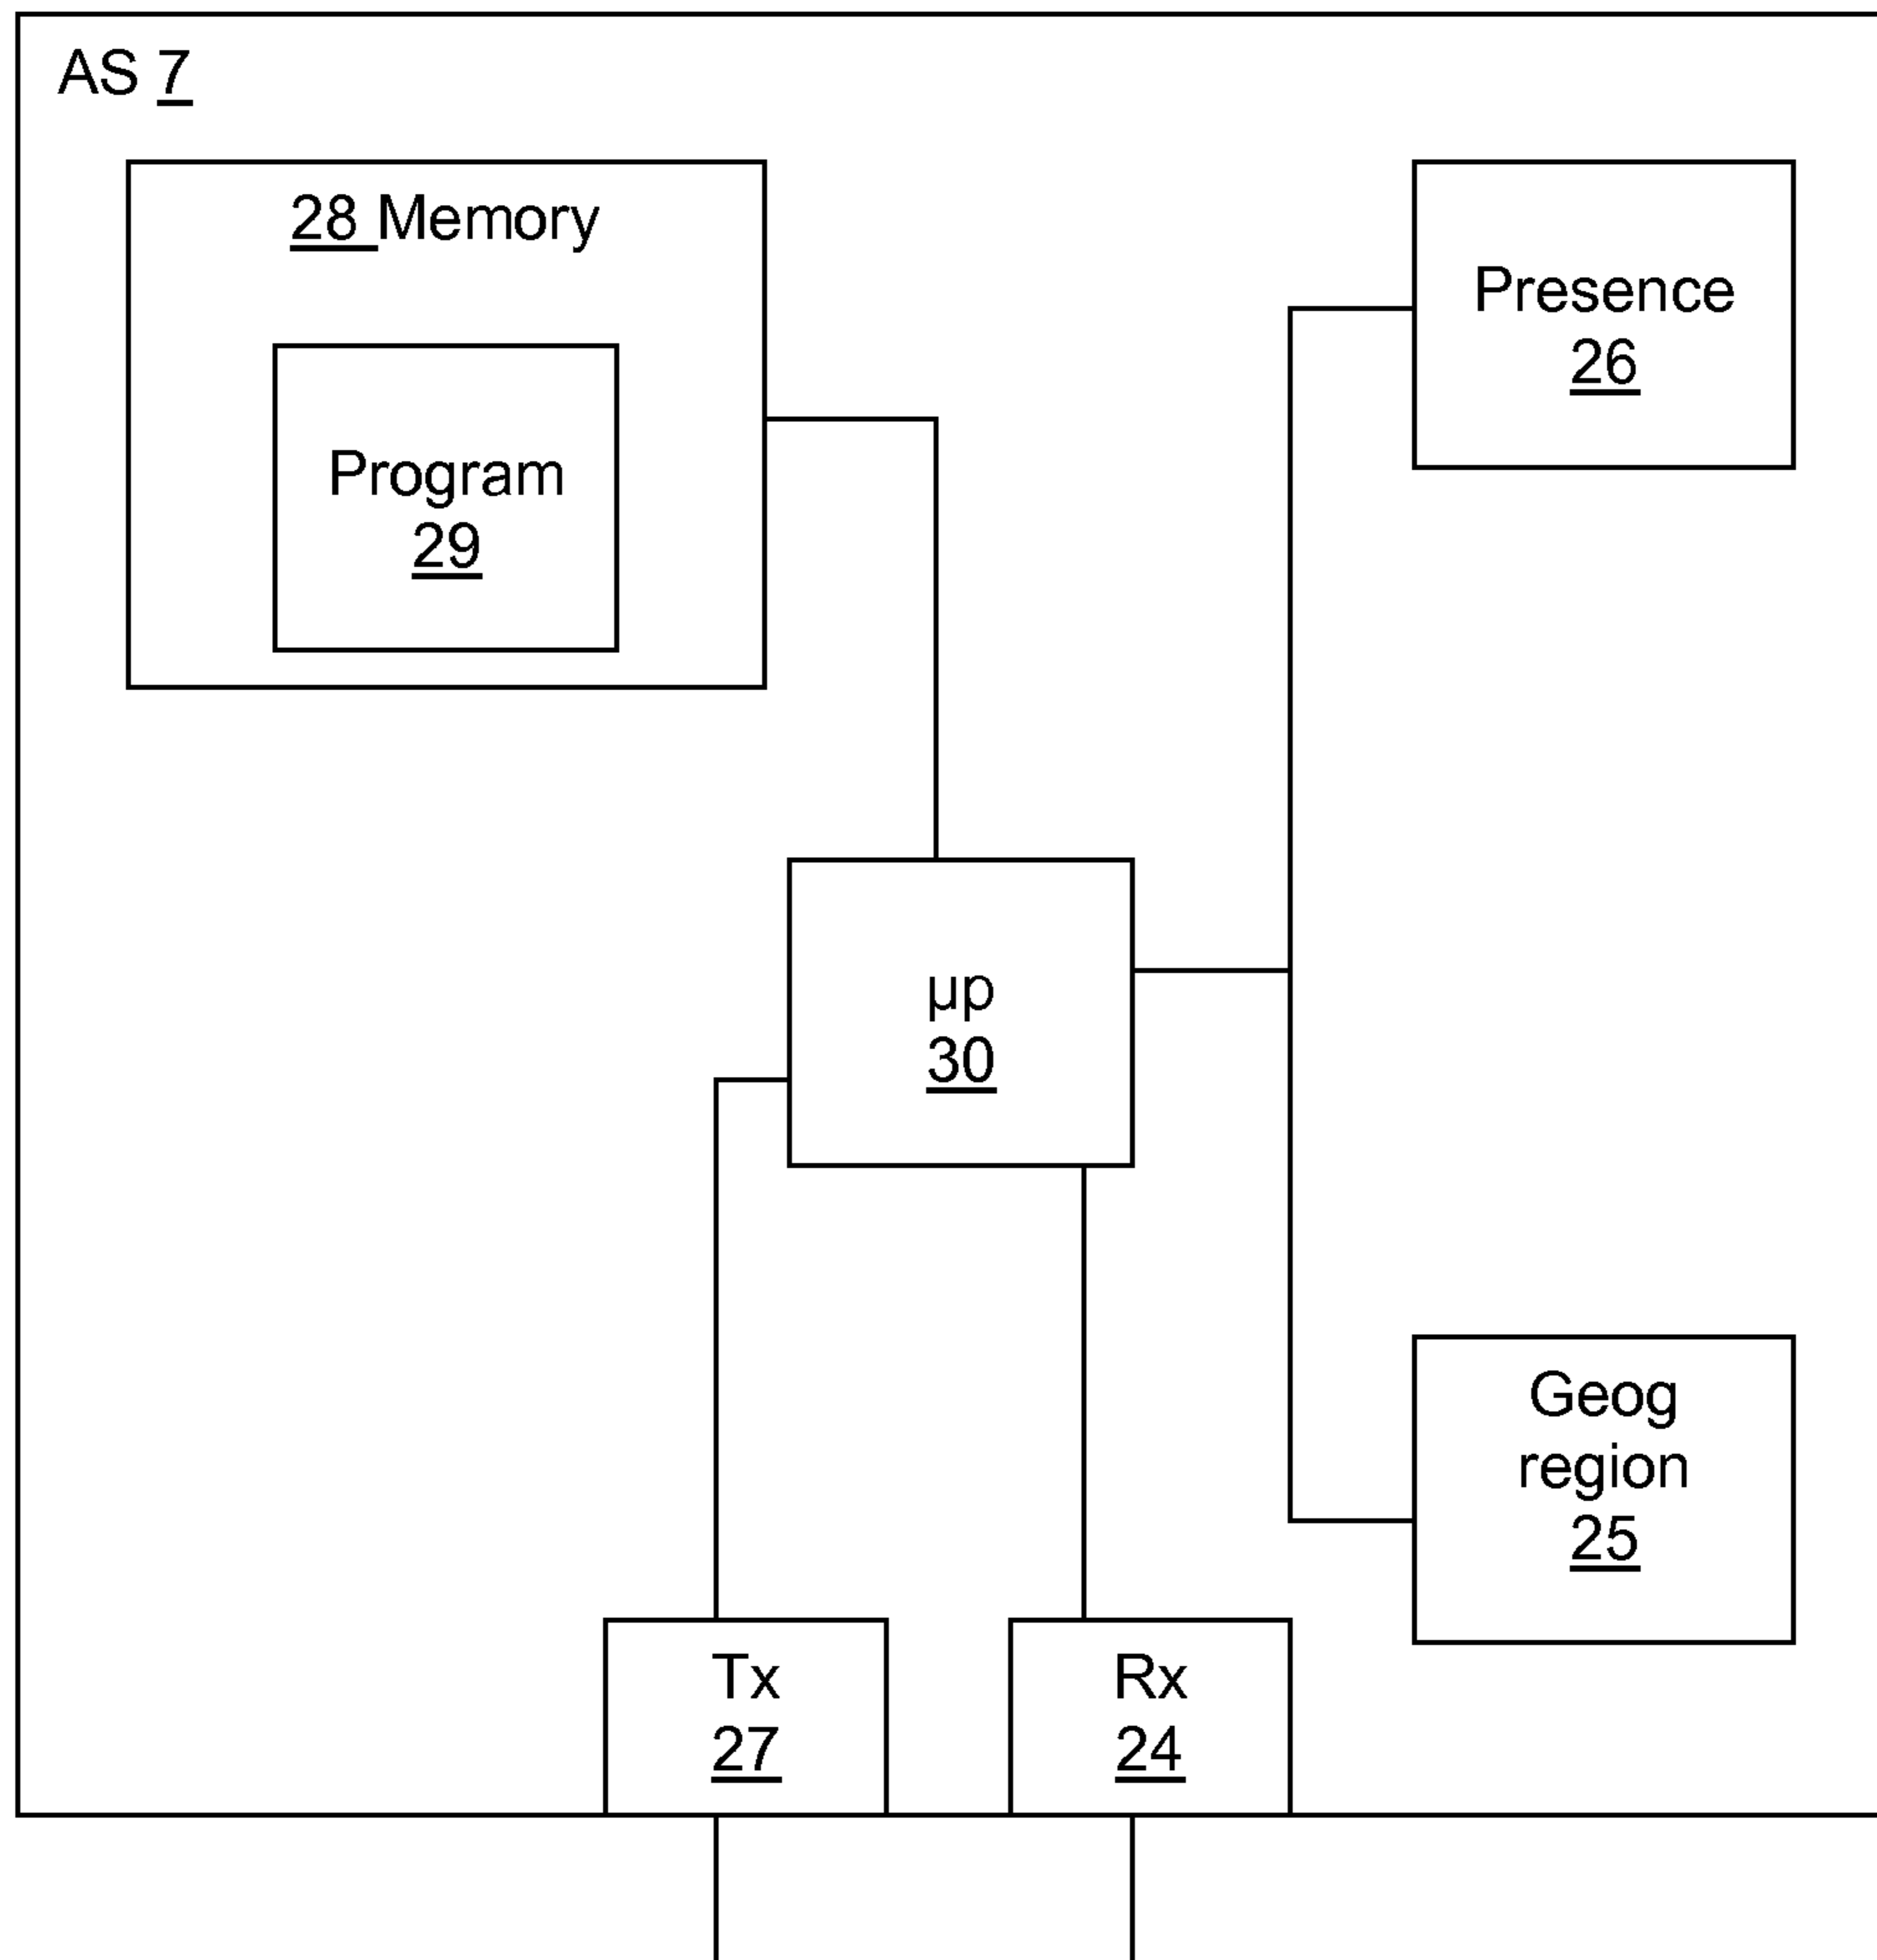 AS 7
28 Memory
Program
29
Presence
26
µp
30
Geog
region
25
Tx
27
Rx
24